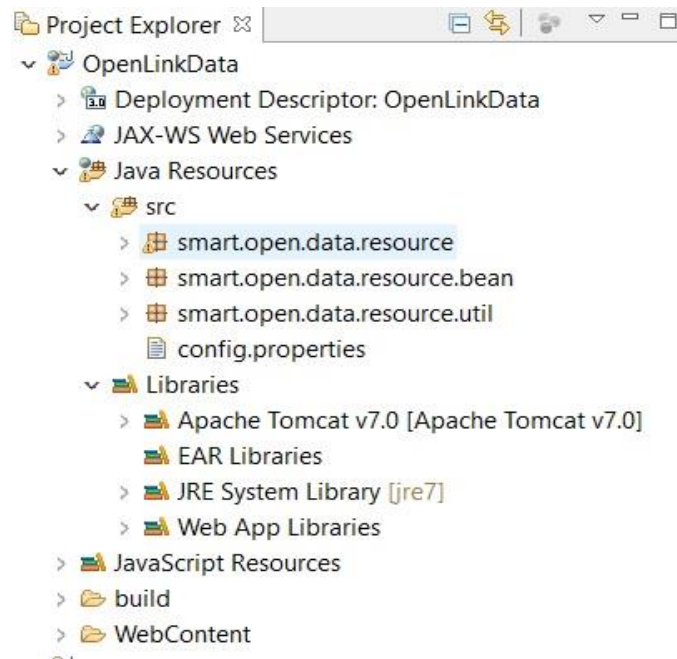 Project Explorer
OpenLinkData
3.0 Deployment Descriptor: OpenLinkData
JAX-WS Web Services
Java Resources
src
smart.open.data.resource
smart.open.data.resource.bean
smart.open.data.resource.util
config.properties
Libraries
Apache Tomcat v7.0 [Apache Tomcat v7.0]
EAR Libraries
JRE System Library [jre7]
Web App Libraries
JavaScript Resources
build
WebContent